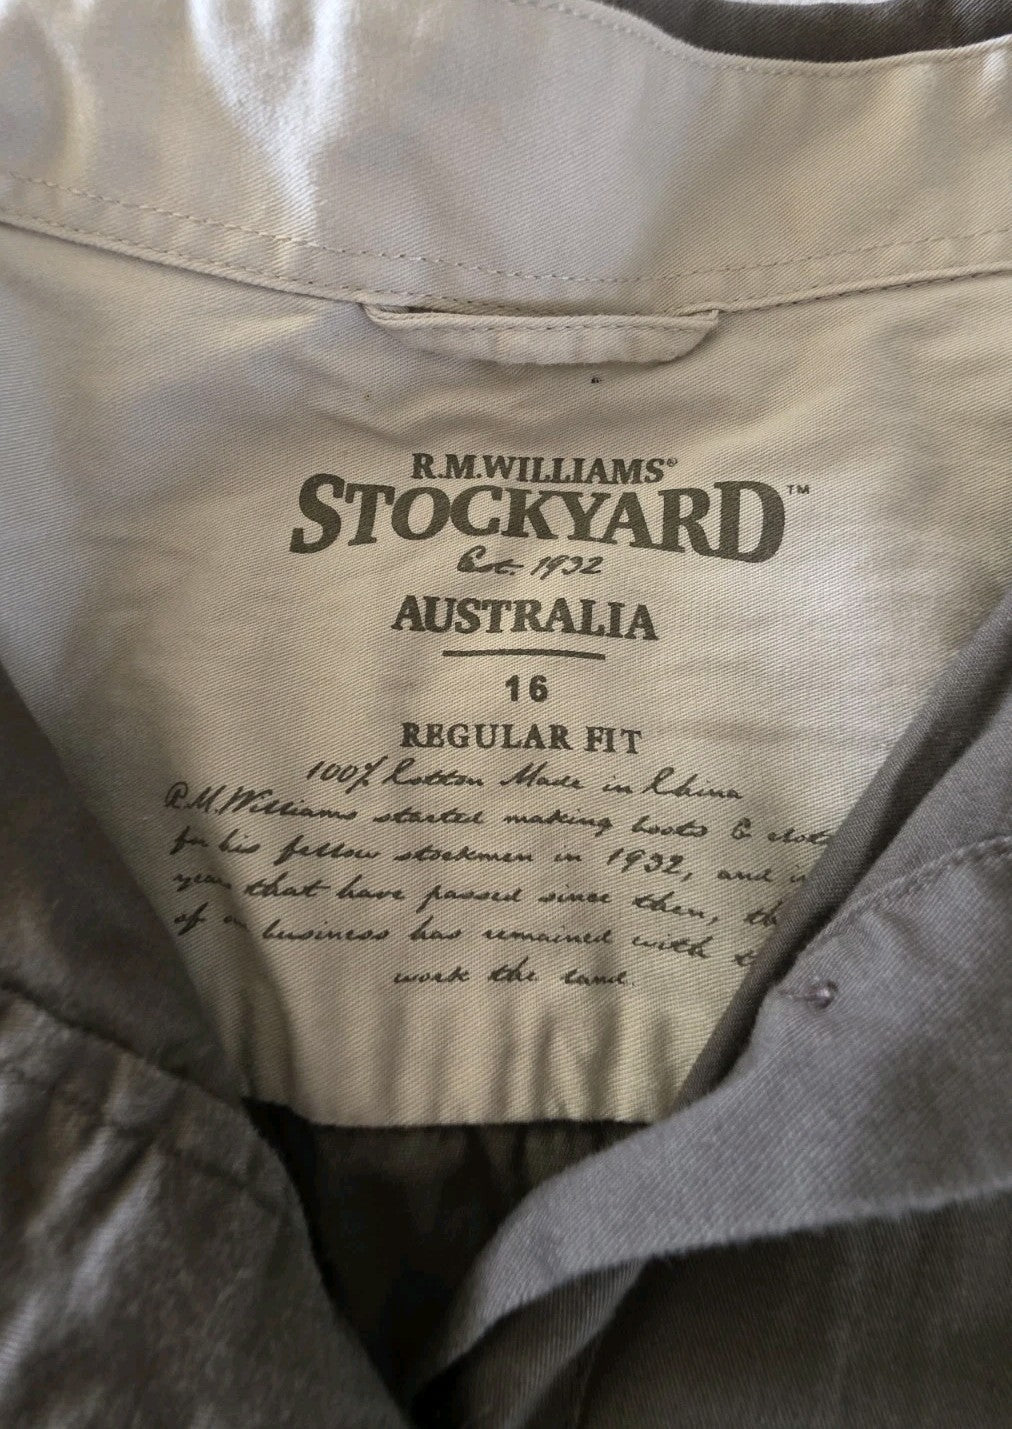 R.M.WILLIAMS®
STOCKYARD™
Est. 1932
AUSTRALIA
16
REGULAR FIT
100% Cotton Made in China
R.M.Williams started making boots &
for his fellow stockmen in 1932, and
years that have passed since then,
of business has remained with
work the land.